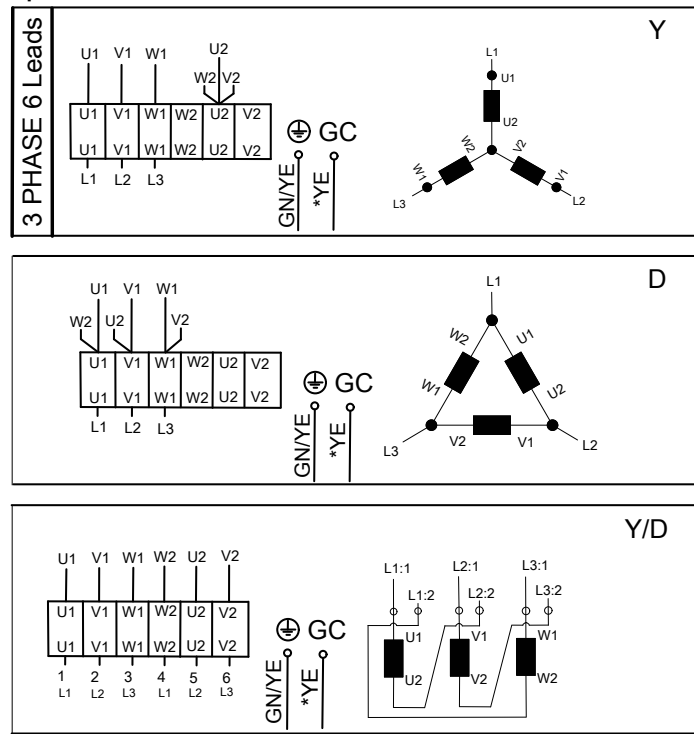 3 PHASE 6 Leads
Y
U1 V1 W1 U2
W2 V2
U1 V1 W1 W2 U2 V2
U1 V1 W1 W2 U2 V2
L1 L2 L3
GC
GN/YE
*YE
L1
U1
U2
W2 V2
W1 V1
L3 L2
D
U1 V1 W1
W2 U2 V2
U1 V1 W1 W2 U2 V2
U1 V1 W1 W2 U2 V2
L1 L2 L3
GC
GN/YE
*YE
L1
W2 U1
W1 U2
V2 V1
L3 L2
Y/D
U1 V1 W1 W2 U2 V2
U1 V1 W1 W2 U2 V2
U1 V1 W1 W2 U2 V2
1 2 3 4 5 6
L1 L2 L3 L1 L2 L3
GC
GN/YE
*YE
L1:1 L2:1 L3:1
L1:2 L2:2 L3:2
U1 V1 W1
U2 V2 W2